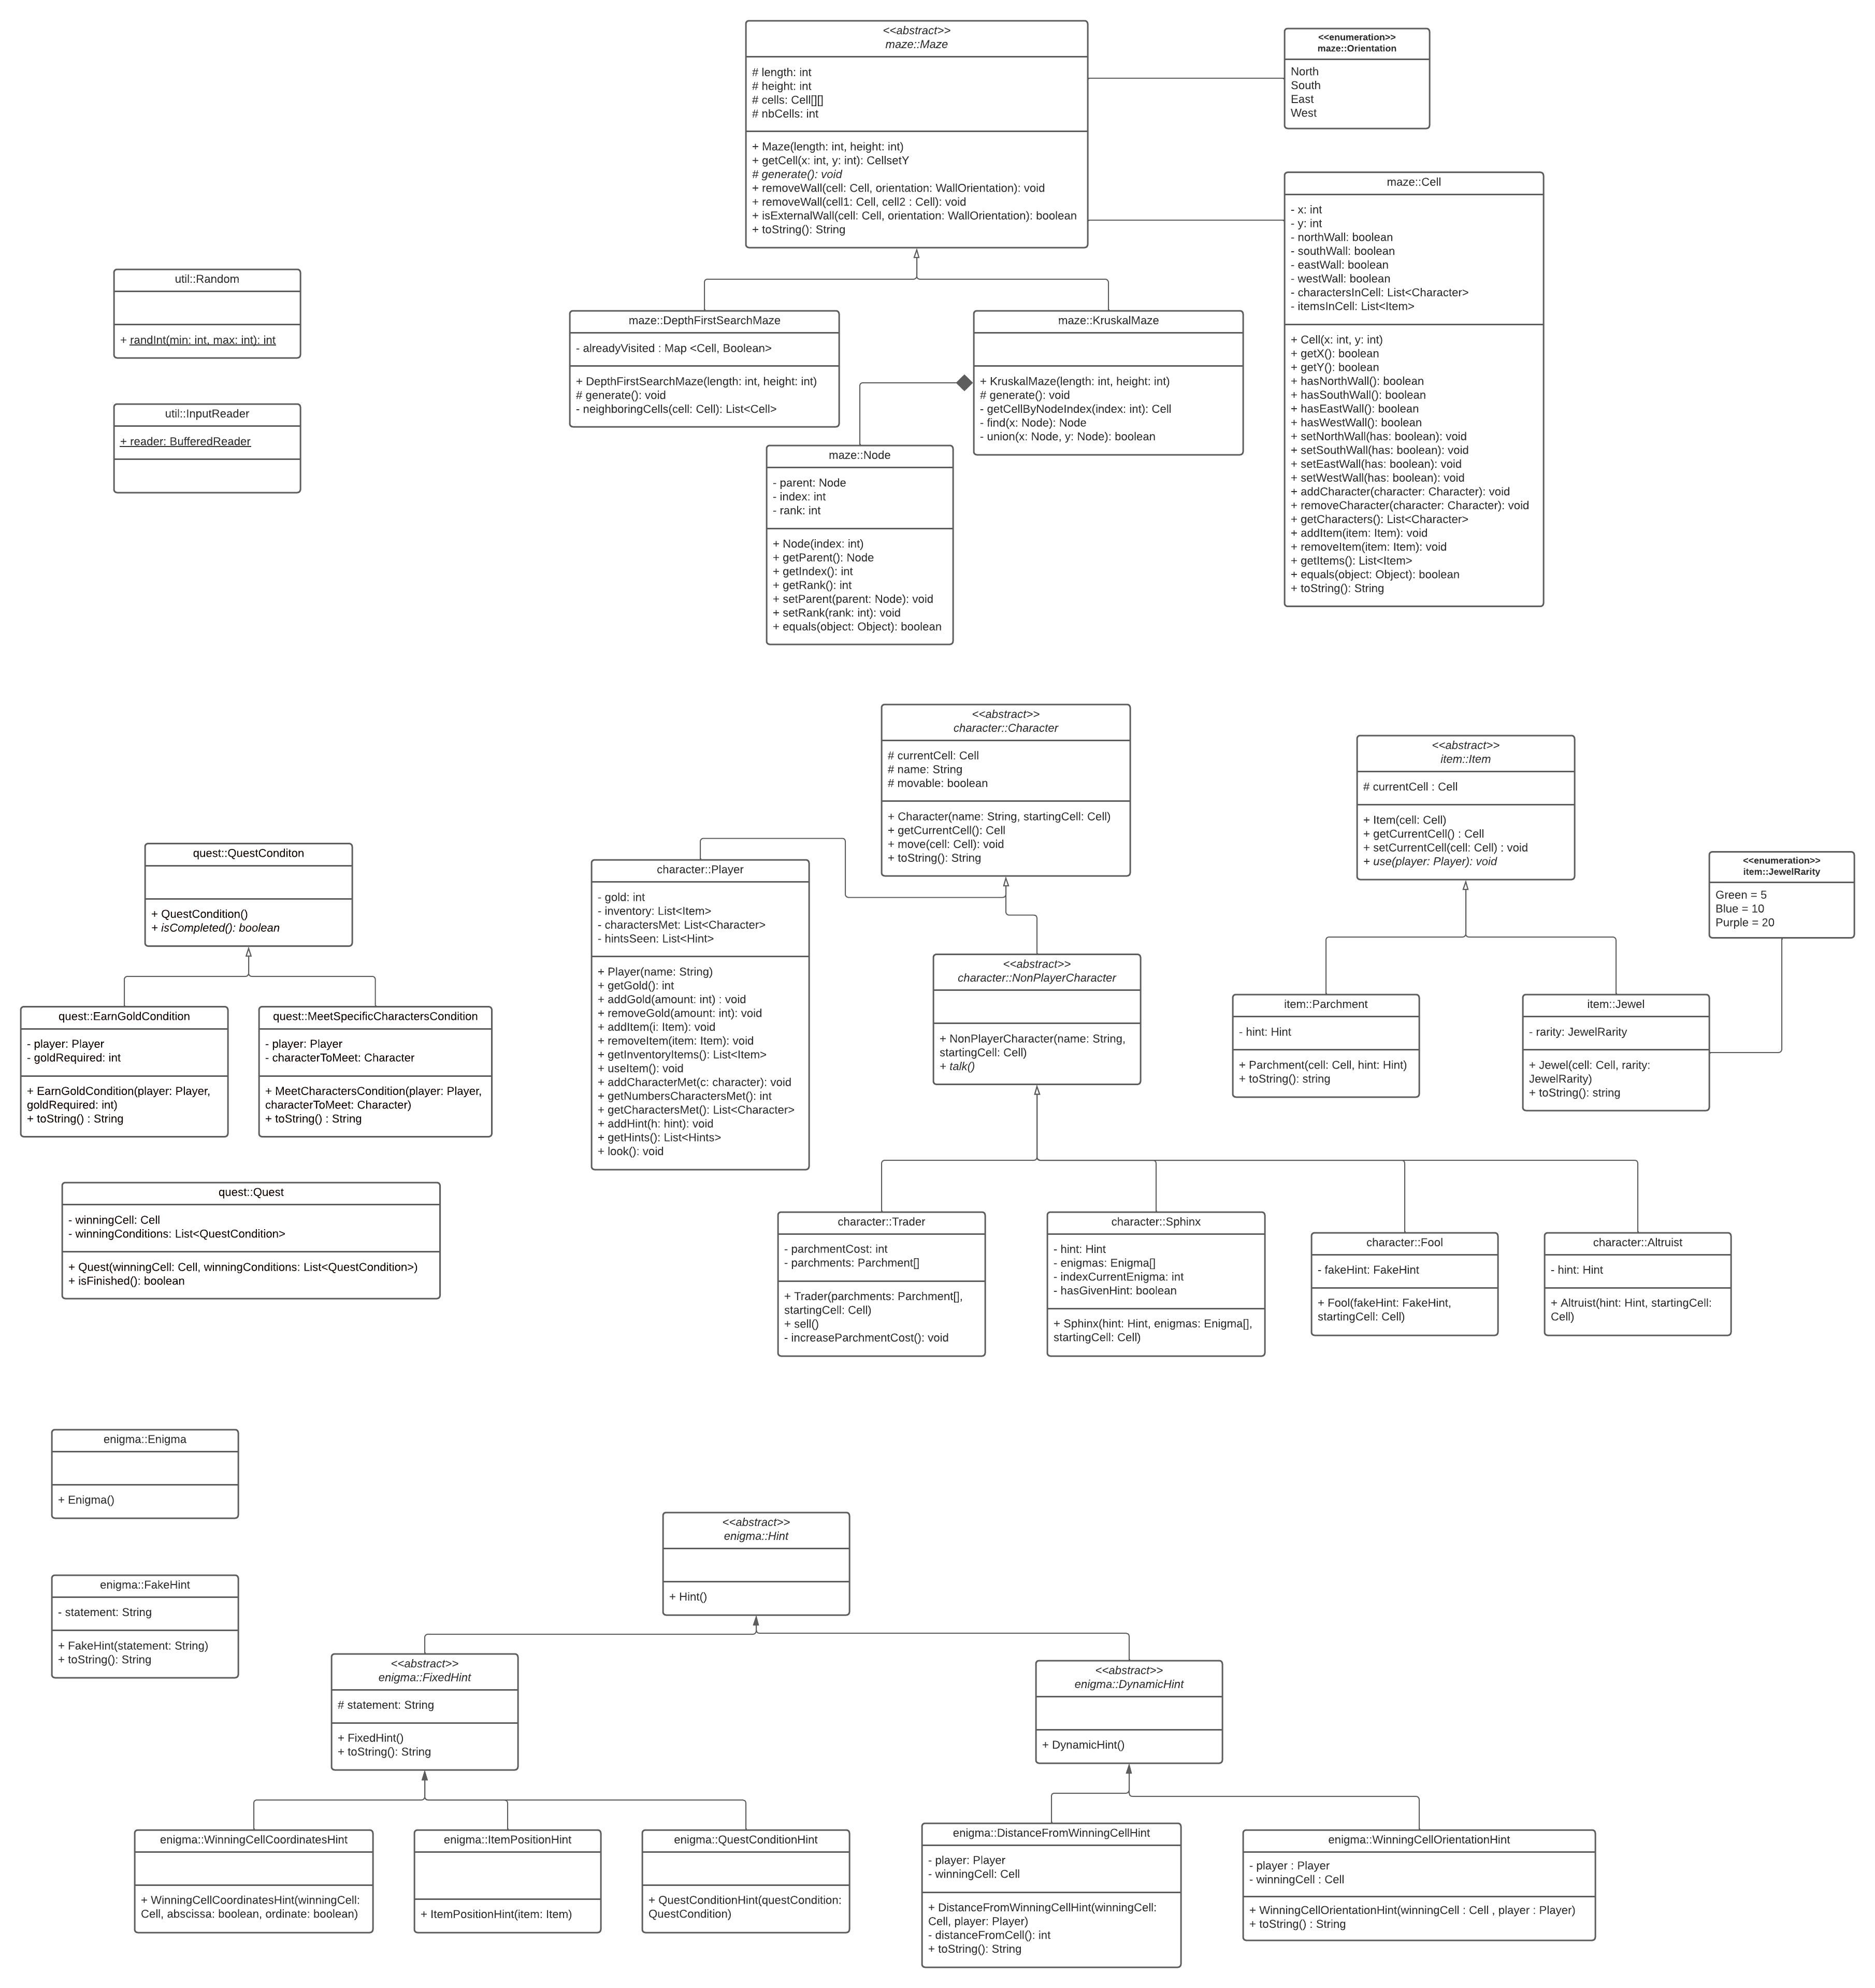 <<abstract>>
maze::Maze
# length: int
# height: int
# cells: Cell[][]
# nbCells: int
+ Maze(length: int, height: int)
+ getCell(x: int, y: int): CellsetY
# generate(): void
+ removeWall(cell: Cell, orientation: WallOrientation): void
+ removeWall(cell1: Cell, cell2 : Cell): void
+ isExternalWall(cell: Cell, orientation: WallOrientation): boolean
+ toString(): String
<<enumeration>>
maze::Orientation
North
South
East
West
maze::Cell
- x: int
- y: int
- northWall: boolean
- southWall: boolean
- eastWall: boolean
- westWall: boolean
- charactersInCell: List<Character>
- itemsInCell: List<Item>
+ Cell(x: int, y: int)
+ getX(): boolean
+ getY(): boolean
+ hasNorthWall(): boolean
+ hasSouthWall(): boolean
+ hasEastWall(): boolean
+ hasWestWall(): boolean
+ setNorthWall(has: boolean): void
+ setSouthWall(has: boolean): void
+ setEastWall(has: boolean): void
+ setWestWall(has: boolean): void
+ addCharacter(character: Character): void
+ removeCharacter(character: Character): void
+ getCharacters(): List<Character>
+ addItem(item: Item): void
+ removeItem(item: Item): void
+ getItems(): List<Item>
+ equals(object: Object): boolean
+ toString(): String
util::Random
+ randInt(min: int, max: int): int
util::InputReader
+ reader: BufferedReader
maze::DepthFirstSearchMaze
- alreadyVisited : Map <Cell, Boolean>
+ DepthFirstSearchMaze(length: int, height: int)
# generate(): void
- neighboringCells(cell: Cell): List<Cell>
maze::KruskalMaze
+ KruskalMaze(length: int, height: int)
# generate(): void
- getCellByNodeIndex(index: int): Cell
- find(x: Node): Node
- union(x: Node, y: Node): boolean
maze::Node
- parent: Node
- index: int
- rank: int
+ Node(index: int)
+ getParent(): Node
+ getIndex(): int
+ getRank(): int
+ setParent(parent: Node): void
+ setRank(rank: int): void
+ equals(object: Object): boolean
<<abstract>>
character::Character
# currentCell: Cell
# name: String
# movable: boolean
+ Character(name: String, startingCell: Cell)
+ getCurrentCell(): Cell
+ move(cell: Cell): void
+ toString(): String
<<abstract>>
item::Item
# currentCell : Cell
+ Item(cell: Cell)
+ getCurrentCell() : Cell
+ setCurrentCell(cell: Cell) : void
+ use(player: Player): void
<<enumeration>>
item::JewelRarity
Green = 5
Blue = 10
Purple = 20
quest::QuestConditon
+ QuestCondition()
+ isCompleted(): boolean
character::Player
- gold: int
- inventory: List<Item>
- charactersMet: List<Character>
- hintsSeen: List<Hint>
+ Player(name: String)
+ getGold(): int
+ addGold(amount: int) : void
+ removeGold(amount: int): void
+ addItem(i: Item): void
+ removeItem(item: Item): void
+ getInventoryItems(): List<Item>
+ useItem(): void
+ addCharacterMet(c: character): void
+ getNumbersCharactersMet(): int
+ getCharactersMet(): List<Character>
+ addHint(h: hint): void
+ getHints(): List<Hints>
+ look(): void
<<abstract>>
character::NonPlayerCharacter
+ NonPlayerCharacter(name: String,
startingCell: Cell)
+ talk()
item::Parchment
- hint: Hint
+ Parchment(cell: Cell, hint: Hint)
+ toString(): string
item::Jewel
- rarity: JewelRarity
+ Jewel(cell: Cell, rarity:
JewelRarity)
+ toString(): string
quest::EarnGoldCondition
- player: Player
- goldRequired: int
+ EarnGoldCondition(player: Player,
goldRequired: int)
+ toString() : String
quest::MeetSpecificCharactersCondition
- player: Player
- characterToMeet: Character
+ MeetCharactersCondition(player: Player,
characterToMeet: Character)
+ toString() : String
quest::Quest
- winningCell: Cell
- winningConditions: List<QuestCondition>
+ Quest(winningCell: Cell, winningConditions: List<QuestCondition>)
+ isFinished(): boolean
character::Trader
- parchmentCost: int
- parchments: Parchment[]
+ Trader(parchments: Parchment[],
startingCell: Cell)
+ sell()
- increaseParchmentCost(): void
character::Sphinx
- hint: Hint
- enigmas: Enigma[]
- indexCurrentEnigma: int
- hasGivenHint: boolean
+ Sphinx(hint: Hint, enigmas: Enigma[],
startingCell: Cell)
character::Fool
- fakeHint: FakeHint
+ Fool(fakeHint: FakeHint,
startingCell: Cell)
character::Altruist
- hint: Hint
+ Altruist(hint: Hint, startingCell:
Cell)
enigma::Enigma
+ Enigma()
enigma::FakeHint
- statement: String
+ FakeHint(statement: String)
+ toString(): String
<<abstract>>
enigma::Hint
+ Hint()
<<abstract>>
enigma::FixedHint
# statement: String
+ FixedHint()
+ toString(): String
<<abstract>>
enigma::DynamicHint
+ DynamicHint()
enigma::WinningCellCoordinatesHint
+ WinningCellCoordinatesHint(winningCell:
Cell, abscissa: boolean, ordinate: boolean)
enigma::ItemPositionHint
+ ItemPositionHint(item: Item)
enigma::QuestConditionHint
+ QuestConditionHint(questCondition:
QuestCondition)
enigma::DistanceFromWinningCellHint
- player: Player
- winningCell: Cell
+ DistanceFromWinningCellHint(winningCell:
Cell, player: Player)
- distanceFromCell(): int
+ toString(): String
enigma::WinningCellOrientationHint
- player : Player
- winningCell : Cell
+ WinningCellOrientationHint(winningCell : Cell , player : Player)
+ toString() : String